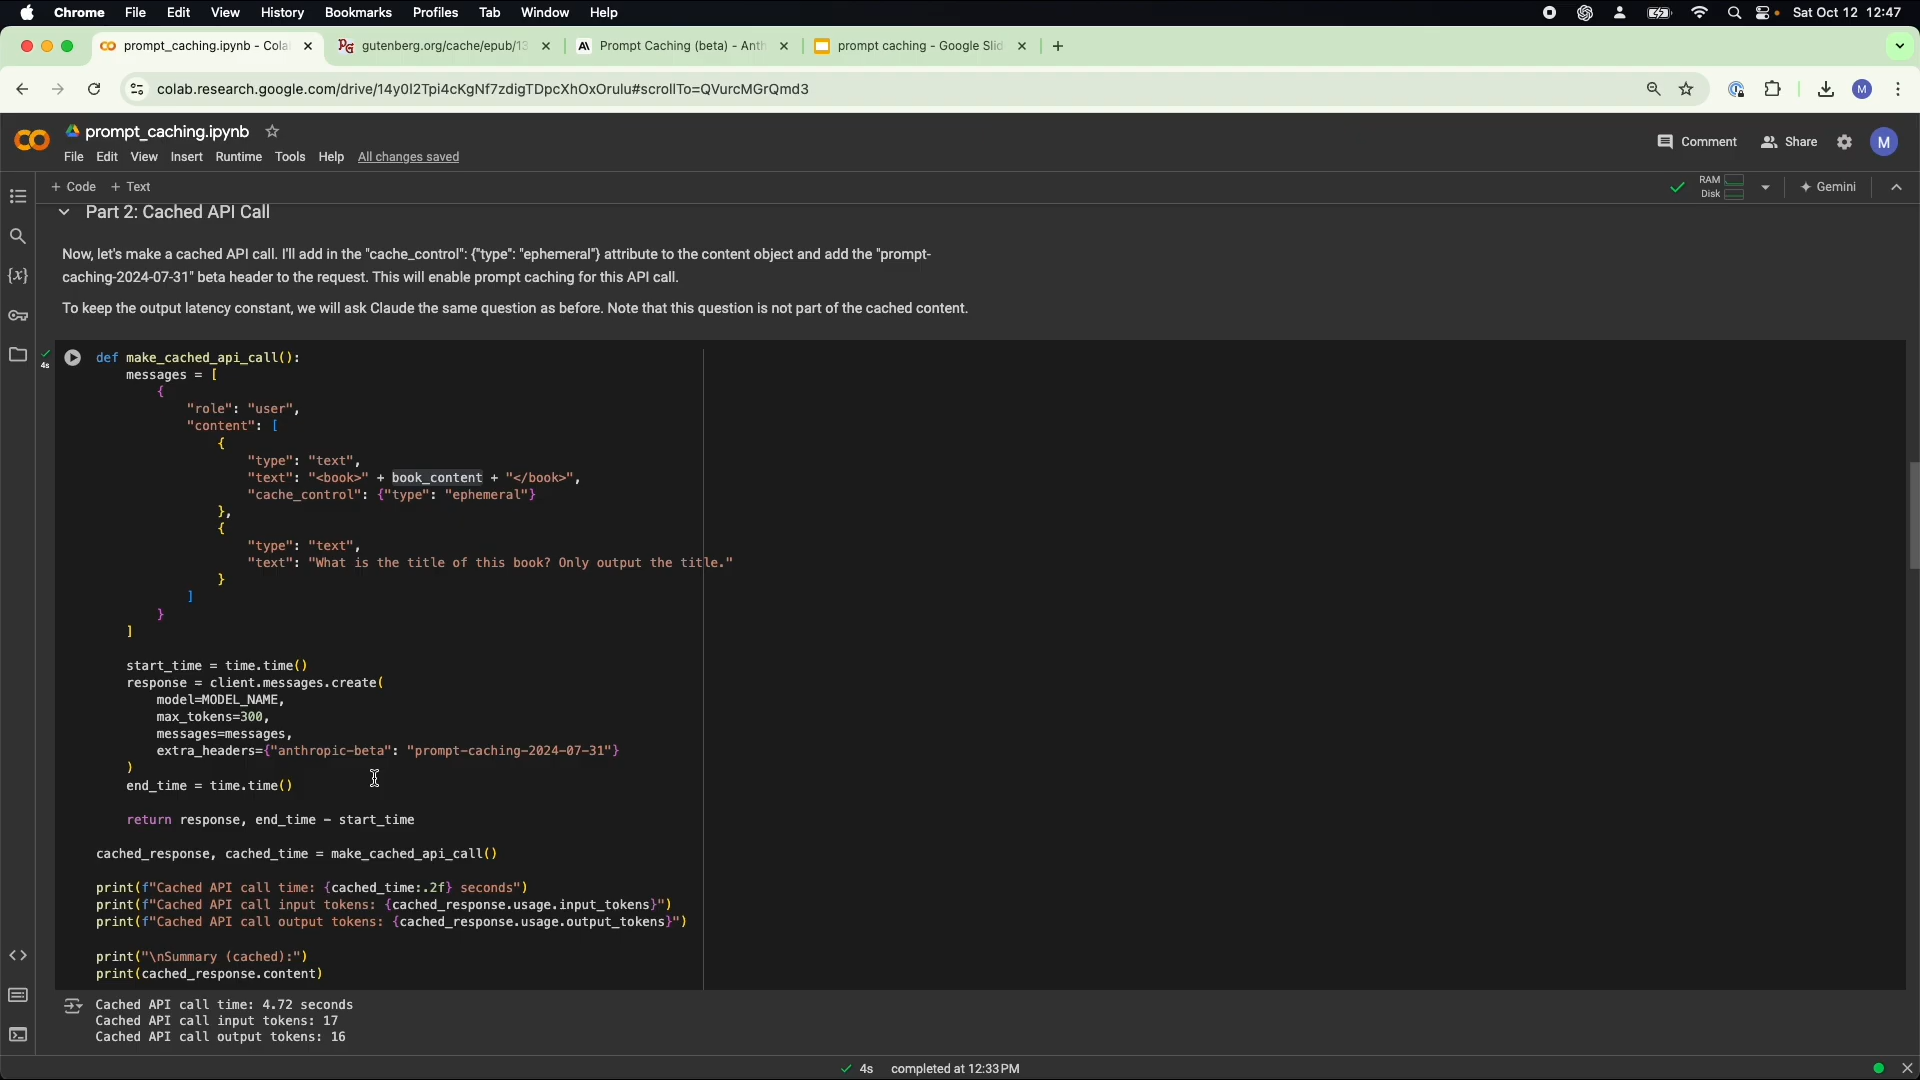 Chrome File Edit View History Bookmarks Profiles Tab Window Help Sat Oct 12 12:47
prompt_caching.ipynb - Cola gutenberg.org/cache/epub/13 Prompt Caching (beta) - Anth prompt caching - Google Slid
colab.research.google.com/drive/14y0I2Tpi4cKgNf7zdigTDpcXhOxOrulu#scrollTo=QVurcMGrQmd3 M
prompt_caching.ipynb
File Edit View Insert Runtime Tools Help All changes saved Comment Share M
+ Code + Text RAM Disk Gemini
Part 2: Cached API Call
Now, let's make a cached API call. I'll add in the "cache_control": {"type": "ephemeral"} attribute to the content object and add the "prompt-
caching-2024-07-31" beta header to the request. This will enable prompt caching for this API call.
To keep the output latency constant, we will ask Claude the same question as before. Note that this question is not part of the cached content.
4s
def make_cached_api_call():
messages = [
{
"role": "user",
"content": [
{
"type": "text",
"text": "<book>" + book_content + "</book>",
"cache_control": {"type": "ephemeral"}
},
{
"type": "text",
"text": "What is the title of this book? Only output the title."
}
]
}
]
start_time = time.time()
response = client.messages.create(
model=MODEL_NAME,
max_tokens=300,
messages=messages,
extra_headers={"anthropic-beta": "prompt-caching-2024-07-31"}
)
end_time = time.time()
return response, end_time - start_time
cached_response, cached_time = make_cached_api_call()
print(f"Cached API call time: {cached_time:.2f} seconds")
print(f"Cached API call input tokens: {cached_response.usage.input_tokens}")
print(f"Cached API call output tokens: {cached_response.usage.output_tokens}")
print("\nSummary (cached):")
print(cached_response.content)
Cached API call time: 4.72 seconds
Cached API call input tokens: 17
Cached API call output tokens: 16
4s completed at 12:33 PM